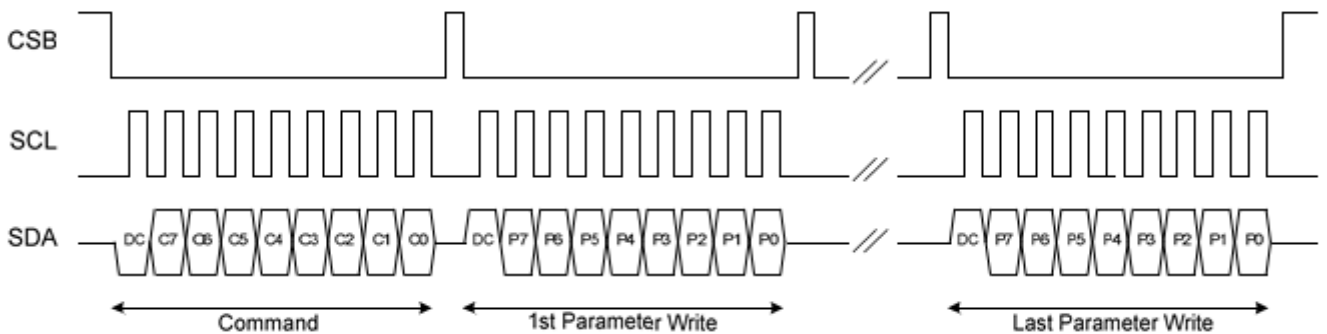 CSB
//
SCL
//
SDA DC C7 C6 C5 C4 C3 C2 C1 C0 DC P7 P6 P5 P4 P3 P2 P1 P0 // DC P7 P6 P5 P4 P3 P2 P1 P0
Command 1st Parameter Write Last Parameter Write